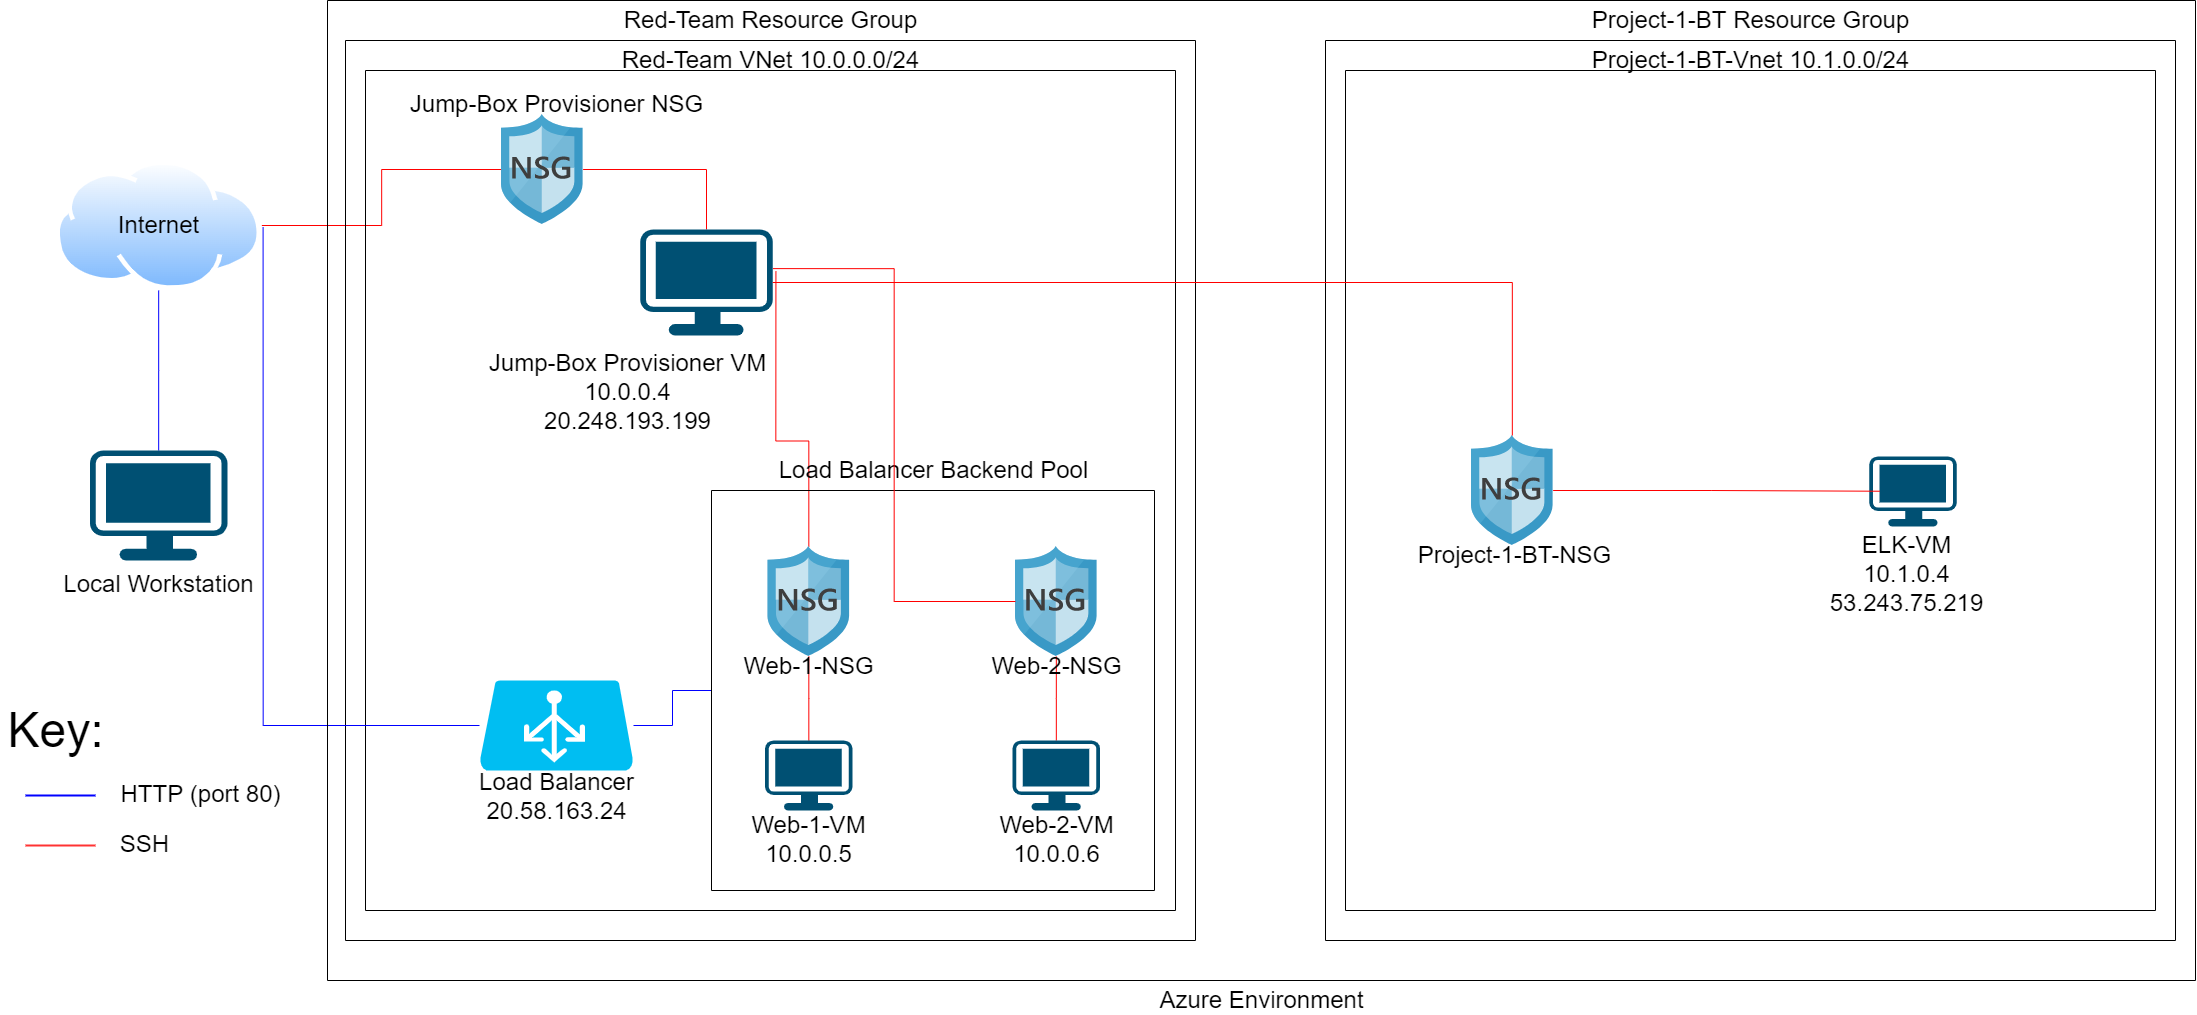 Red-Team Resource Group
Project-1-BT Resource Group
Red-Team VNet 10.0.0.0/24
Project-1-BT-Vnet 10.1.0.0/24
Jump-Box Provisioner NSG
NSG
Internet
Jump-Box Provisioner VM
10.0.0.4
20.248.193.199
Load Balancer Backend Pool
NSG
Project-1-BT-NSG
ELK-VM
10.1.0.4
53.243.75.219
Local Workstation
NSG
Web-1-NSG
NSG
Web-2-NSG
Load Balancer
20.58.163.24
Web-1-VM
10.0.0.5
Web-2-VM
10.0.0.6
Key:
HTTP (port 80)
SSH
Azure Environment